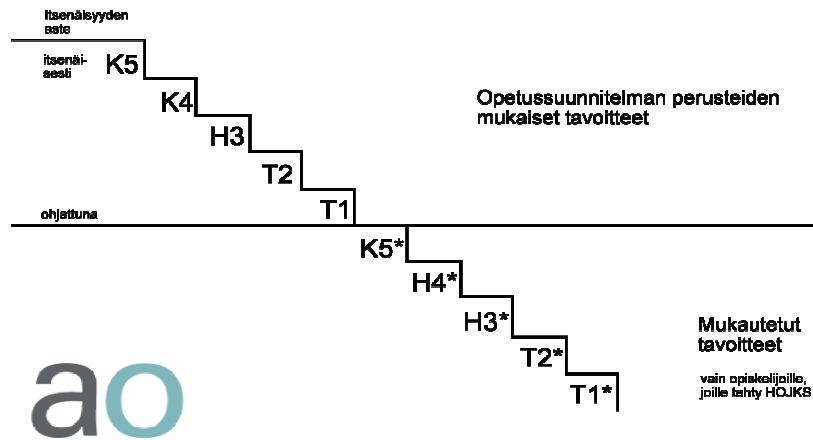 Itsenäisyyden
aste
itsenäi-
sesti
K5
K4
H3
T2
T1
Opetussuunnitelman perusteiden
mukaiset tavoitteet
ohjattuna
K5*
H4*
H3*
T2*
T1*
Mukautetut
tavoitteet
vain opiskelijoille,
joille tehty HOJKS
ao